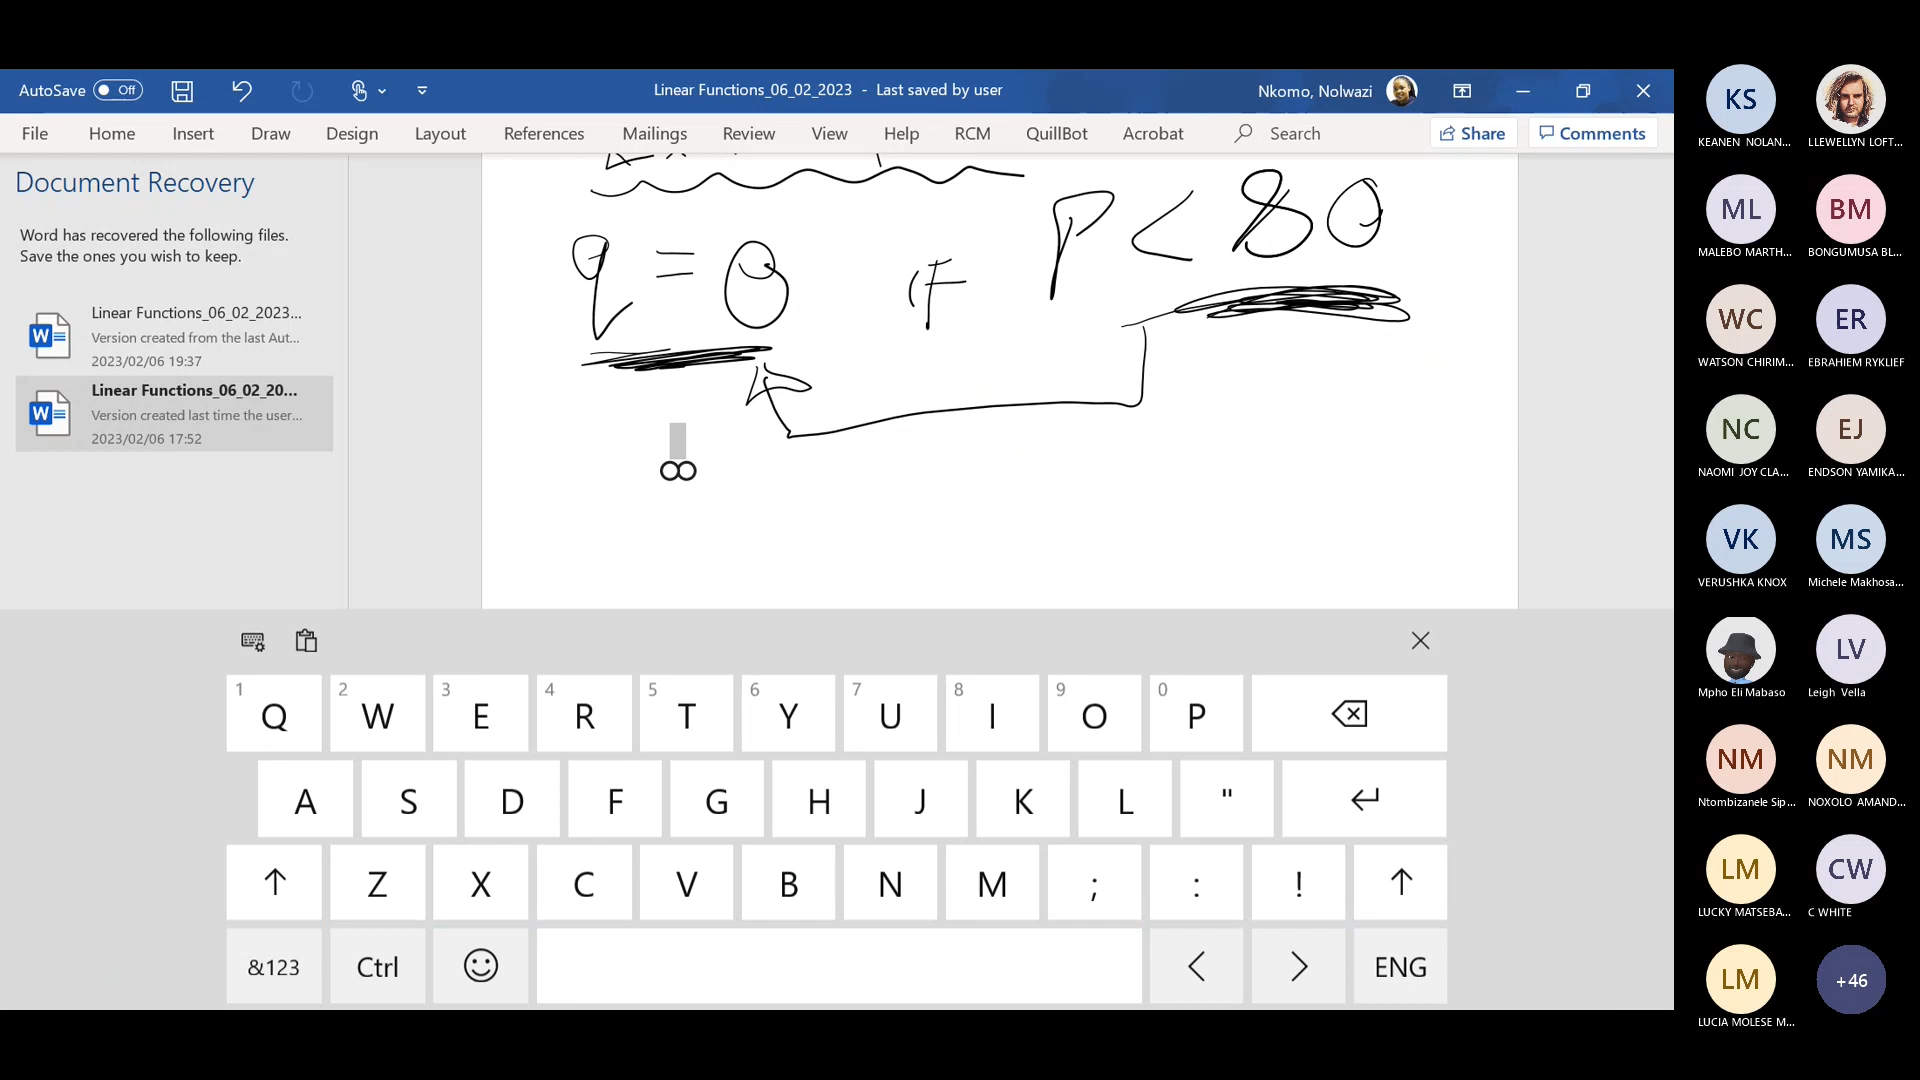 AutoSave Off Linear Functions_06_02_2023 - Last saved by user Nkomo, Nolwazi
File Home Insert Draw Design Layout References Mailings Review View Help RCM QuillBot Acrobat Search Share Comments
Document Recovery
Word has recovered the following files.
Save the ones you wish to keep.
Linear Functions_06_02_2023...
Version created from the last Aut...
2023/02/06 19:37
Linear Functions_06_02_20...
Version created last time the user...
2023/02/06 17:52
q = 0 if P < 80
∞
1 Q 2 W 3 E 4 R 5 T 6 Y 7 U 8 I 9 O 0 P
A S D F G H J K L "
Z X C V B N M ; : !
&123 Ctrl ENG
KS
KEANEN NOLAN...
LLEWELLYN LOFT...
ML BM
MALEBO MARTH... BONGUMUSA BL...
WC ER
WATSON CHIRIM... EBRAHIEM RYKLIEF
NC EJ
NAOMI JOY CLA... ENDSON YAMIKA...
VK MS
VERUSHKA KNOX Michele Makhosa...
LV
Mpho Eli Mabaso Leigh Vella
NM NM
Ntombizanele Sip... NOXOLO AMAND...
LM CW
LUCKY MATSEBA... C WHITE
LM +46
LUCIA MOLESE M...